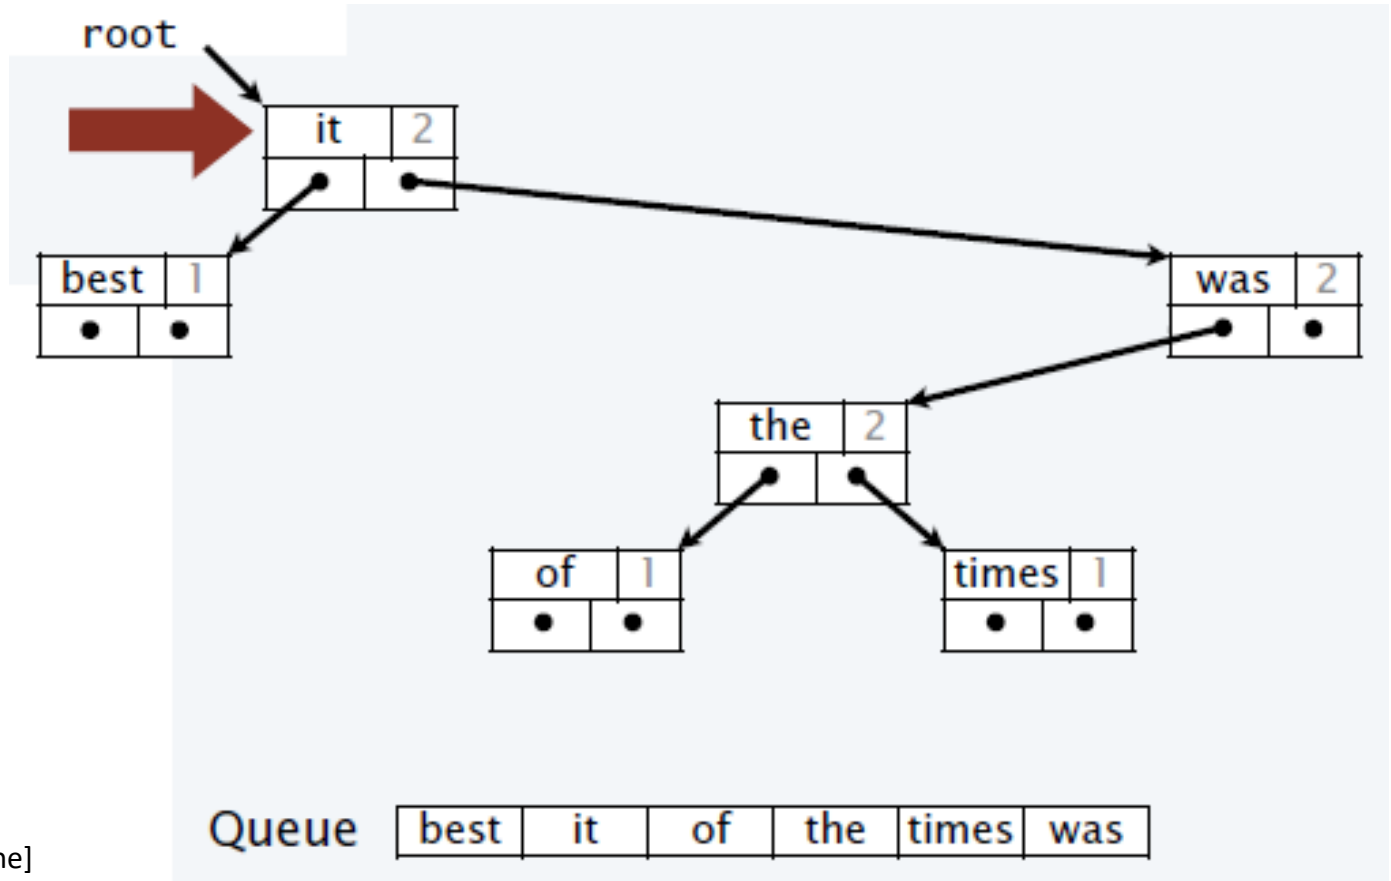 root
it 2
best 1
was 2
the 2
of 1
times 1
Queue best it of the times was
ne]